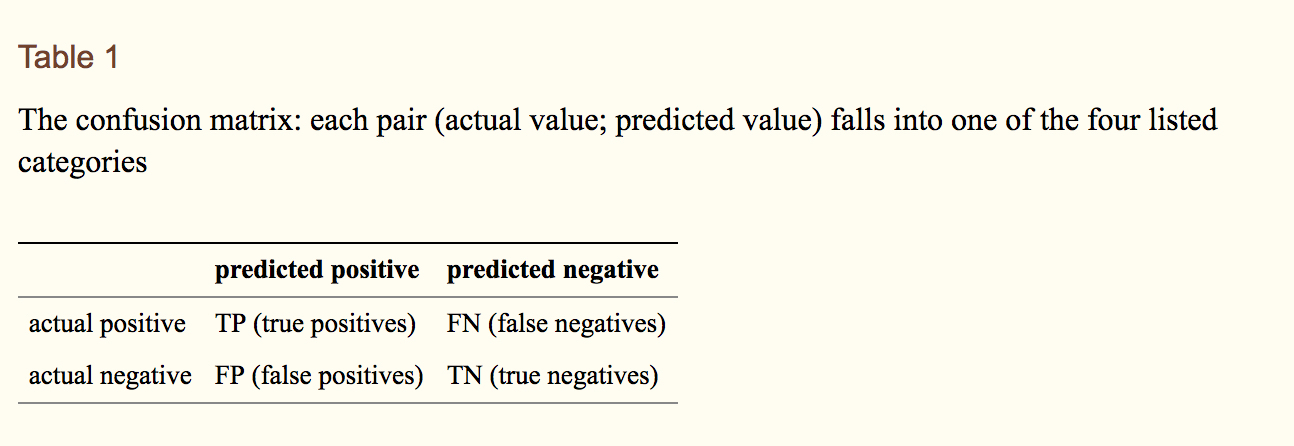 Table 1
The confusion matrix: each pair (actual value; predicted value) falls into one of the four listed
categories
predicted positive predicted negative
actual positive TP (true positives) FN (false negatives)
actual negative FP (false positives) TN (true negatives)